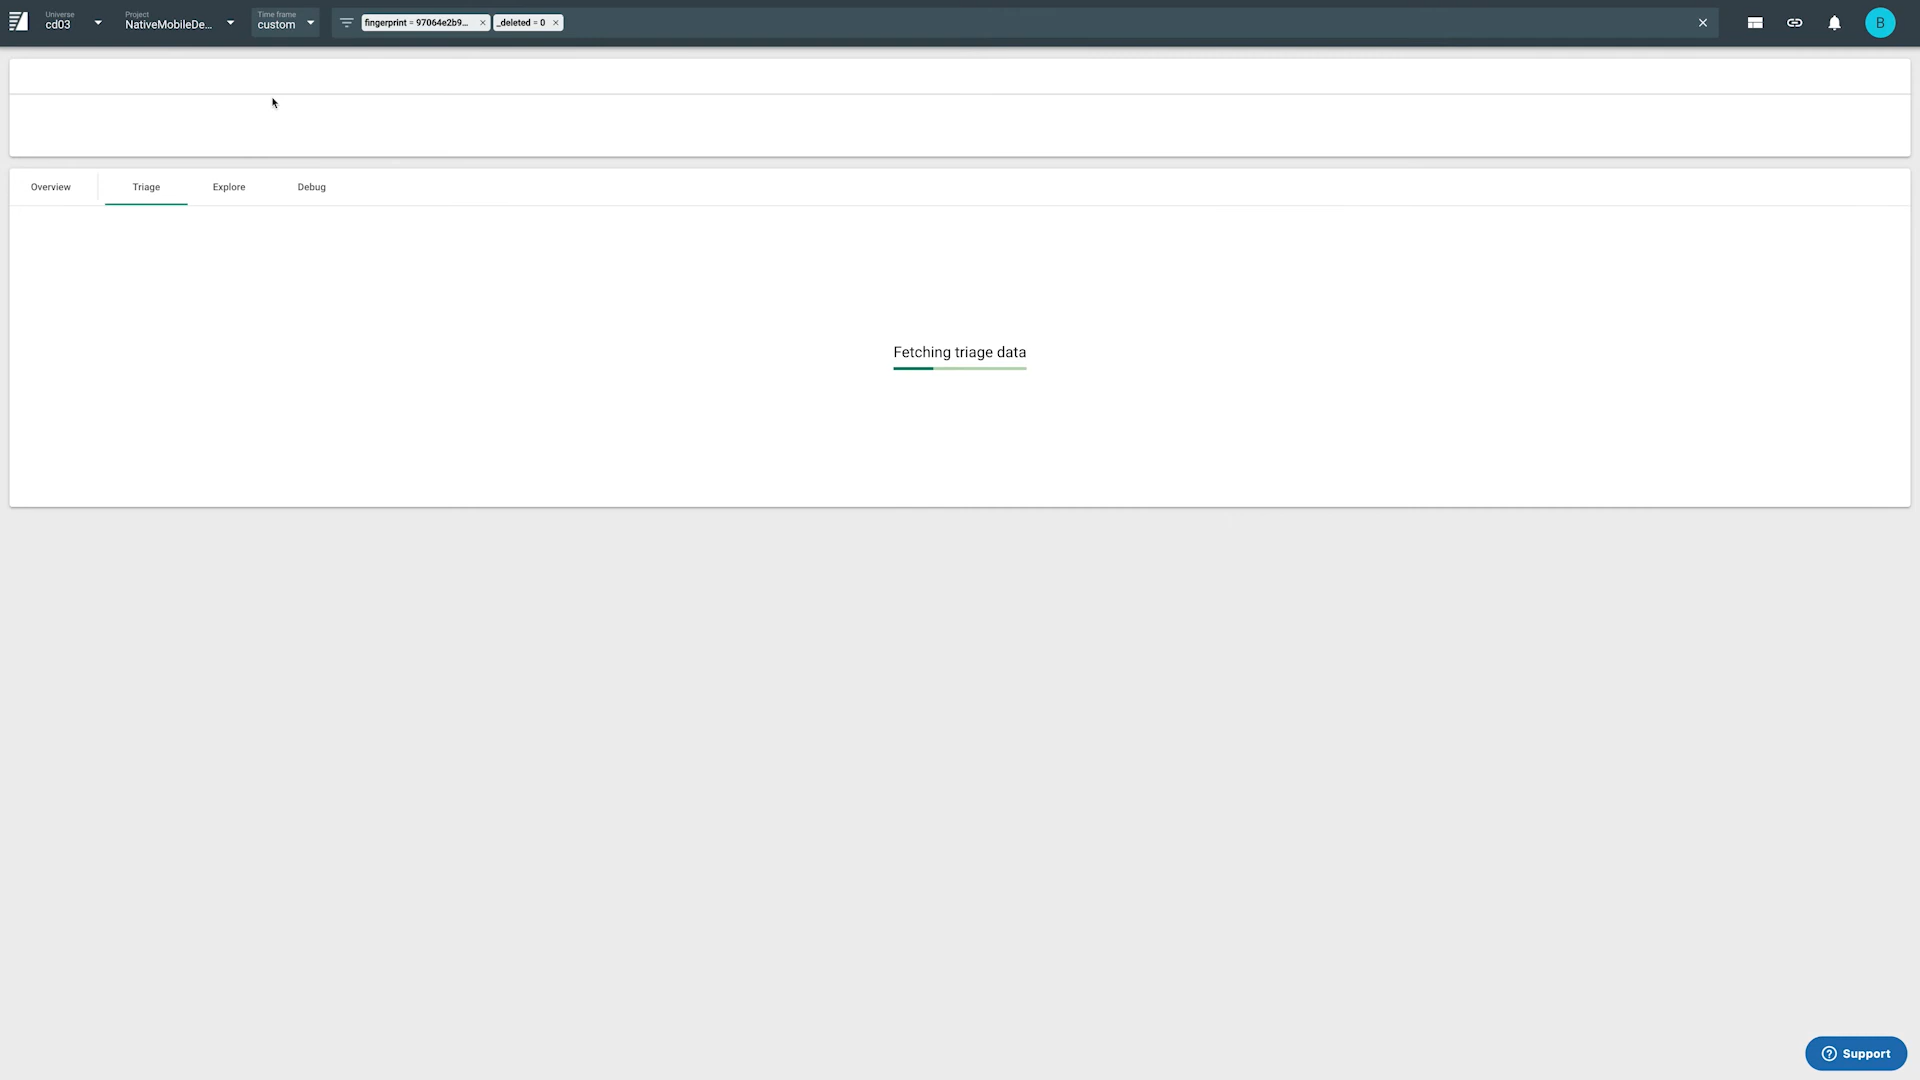 Universe
cd03
Project
NativeMobileDe...
Time frame
custom
fingerprint = 97064e2b9...
_deleted = 0
B
Overview
Triage
Explore
Debug
Fetching triage data
Support